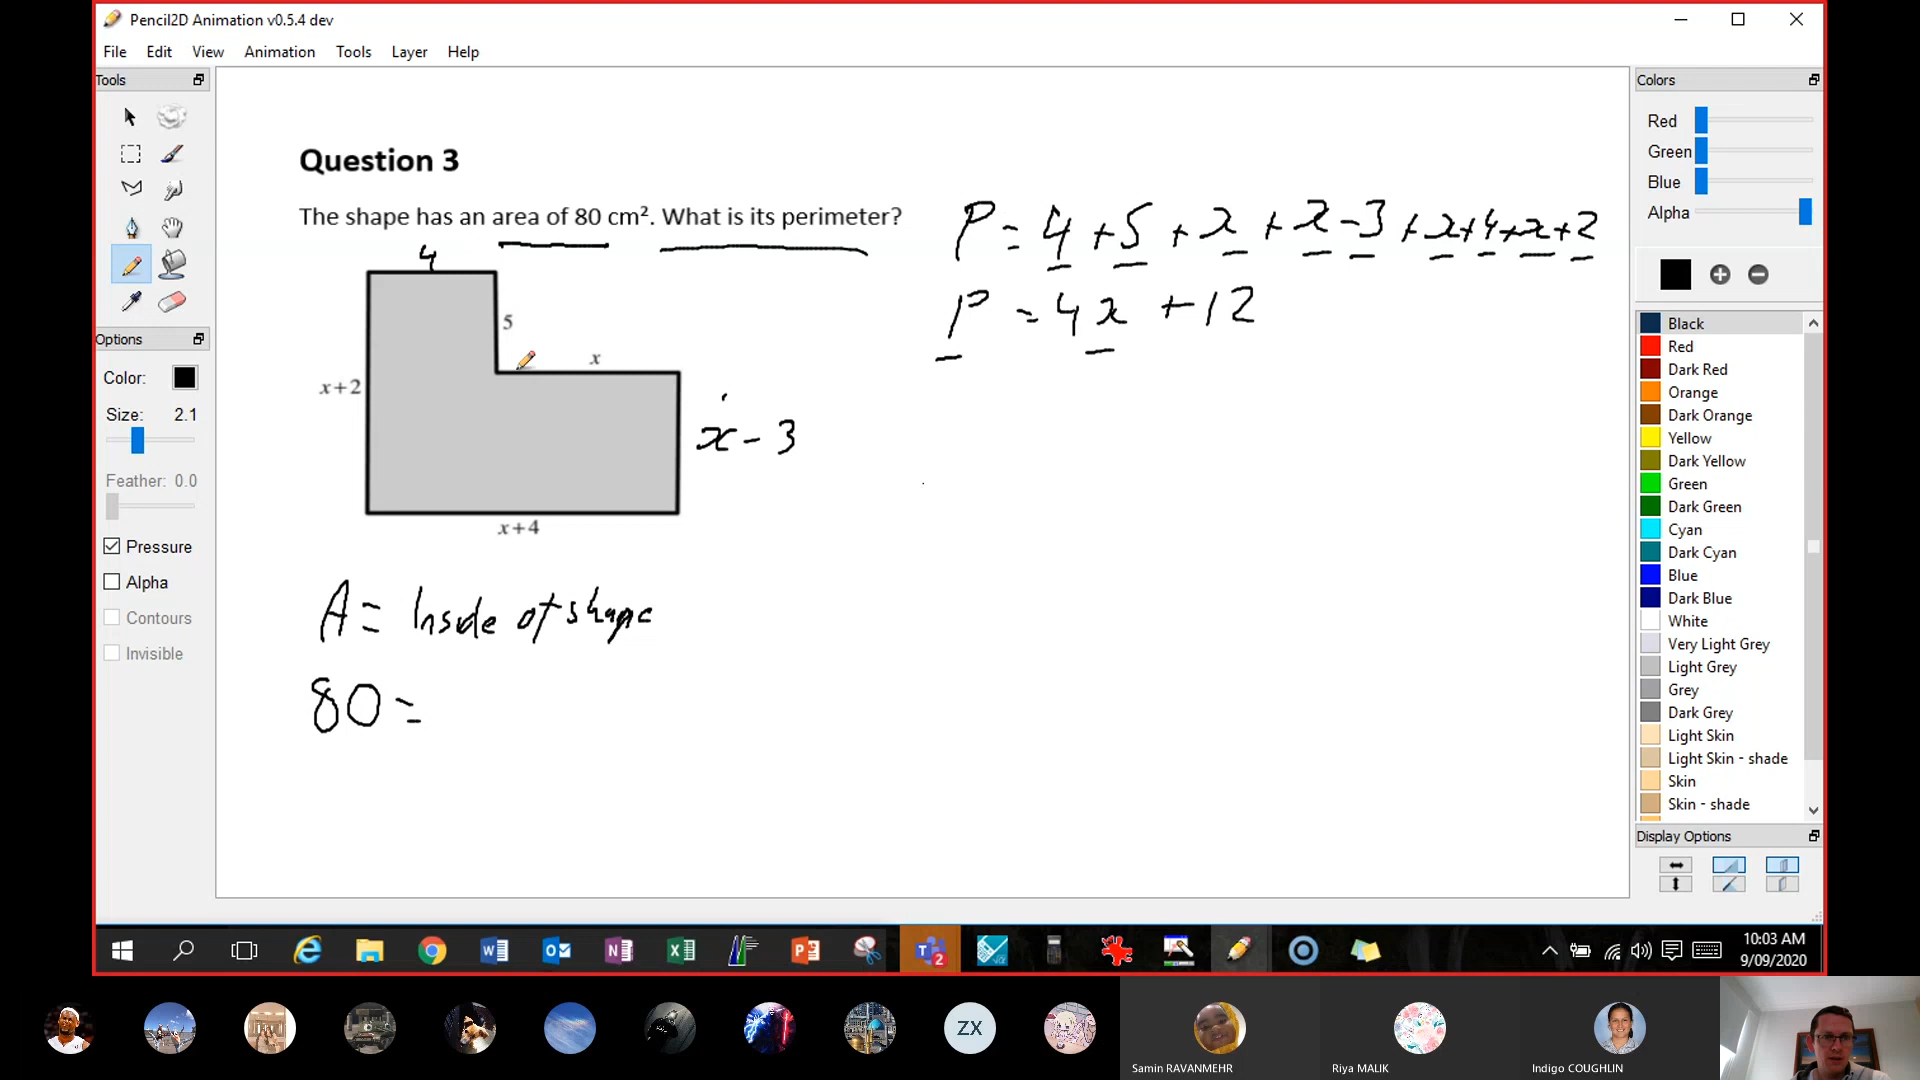 Pencil2D Animation v0.5.4 dev
File Edit View Animation Tools Layer Help
Tools
Options
Color:
Size: 2.1
Feather: 0.0
Pressure
Alpha
Contours
Invisible
Question 3
The shape has an area of 80 cm². What is its perimeter?
4
5
x
x+2
x - 3
x+4
A = Inside of shape
80 =
P = 4 + 5 + x + x - 3 + x + 4 + x + 2
P = 4x + 12
Colors
Red
Green
Blue
Alpha
Black
Red
Dark Red
Orange
Dark Orange
Yellow
Dark Yellow
Green
Dark Green
Cyan
Dark Cyan
Blue
Dark Blue
White
Very Light Grey
Light Grey
Grey
Dark Grey
Light Skin
Light Skin - shade
Skin
Skin - shade
Display Options
10:03 AM
9/09/2020
2
ZX
Samin RAVANMEHR
Riya MALIK
Indigo COUGHLIN